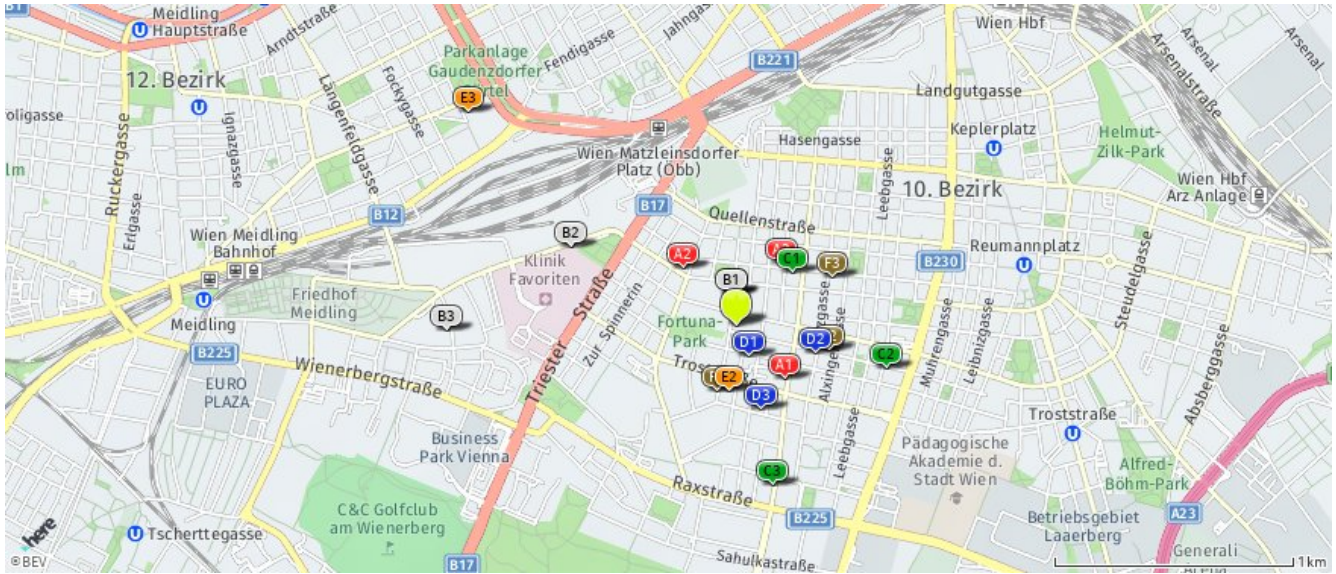 B1
Meidling
Hauptstraße
Arndtstraße
Fendigasse
Jahngasse
Wien Hbf
Arsenalstraße
Arsenal
Arsenal
Parkanlage
Gaudenzdorfer
rtel
E3
B221
12. Bezirk
Längenfeldgasse
Fockygasse
Ignazgasse
oligasse
Ruckergasse
Erlgasse
lm
Landgutgasse
Keplerplatz
Helmut-
Zilk-Park
Hasengasse
Leebgasse
Wien Matzleinsdorfer
Platz (Öbb)
B17
10. Bezirk
Wien Hbf
Arz Anlage
B12
Quellenstraße
Wien Meidling
Bahnhof
B2
Klinik
Favoriten
A2
C1
F3
B230
Reumannplatz
Steudelgasse
B1
Friedhof
Meidling
Meidling
B3
Triester Straße
Zur Spinnerin
Fortuna-
Park
D1
D2
C2
Alxingergasse
Muhrengasse
Leibnizgasse
Absberggasse
B225
Wienerbergstraße
EURO
PLAZA
A1
E2
D3
Troststraße
Business
Park Vienna
Leebgasse
Pädagogische
Akademie d.
Stadt Wien
C3
Raxstraße
B225
Alfred-
Böhm-Park
C&C Golfclub
am Wienerberg
A23
Betriebsgebiet
Laaerberg
Tscherttegasse
here
©BEV
B17
Sahulkastraße
Generali
Arena
1km